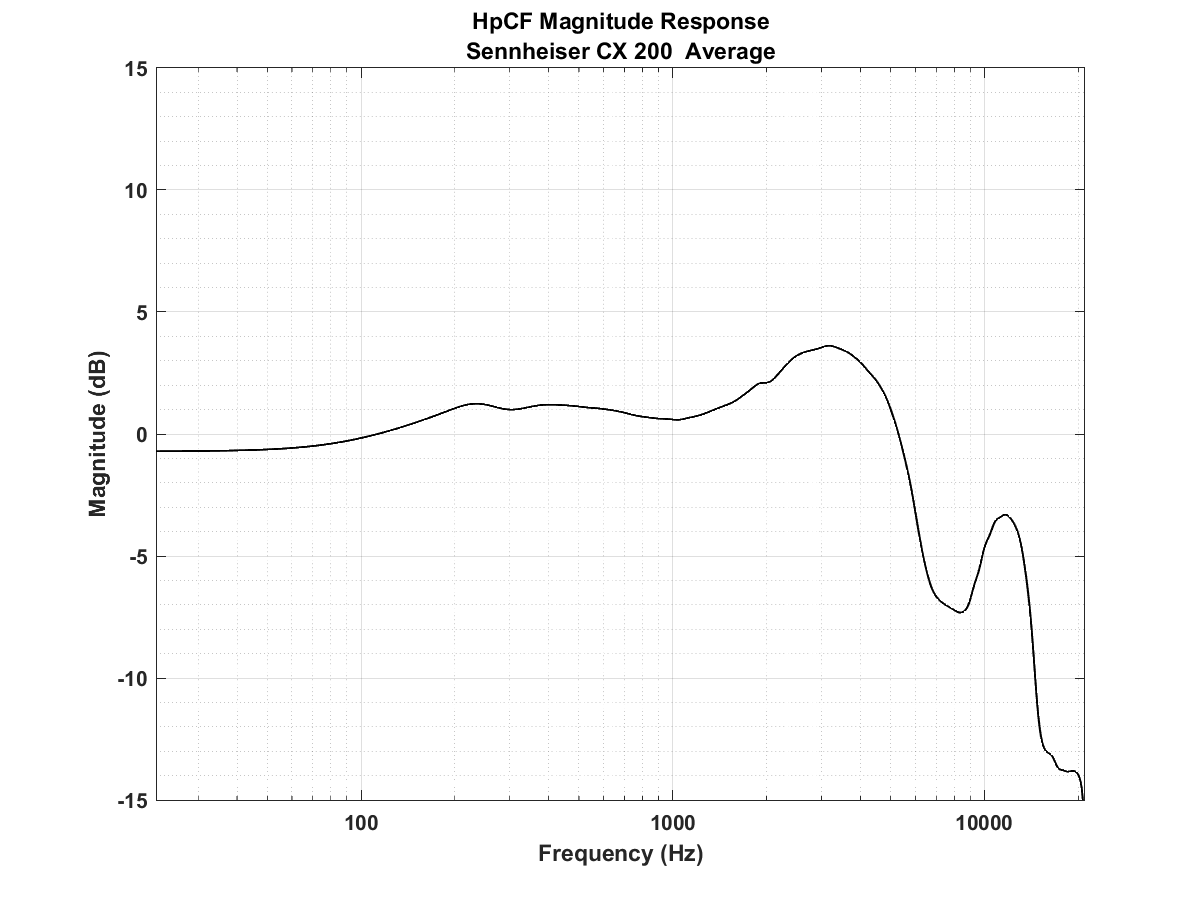 HpCF Magnitude Response
Sennheiser CX 200  Average
15
10
5
0
-5
-10
-15
Magnitude (dB)
100 1000 10000
Frequency (Hz)